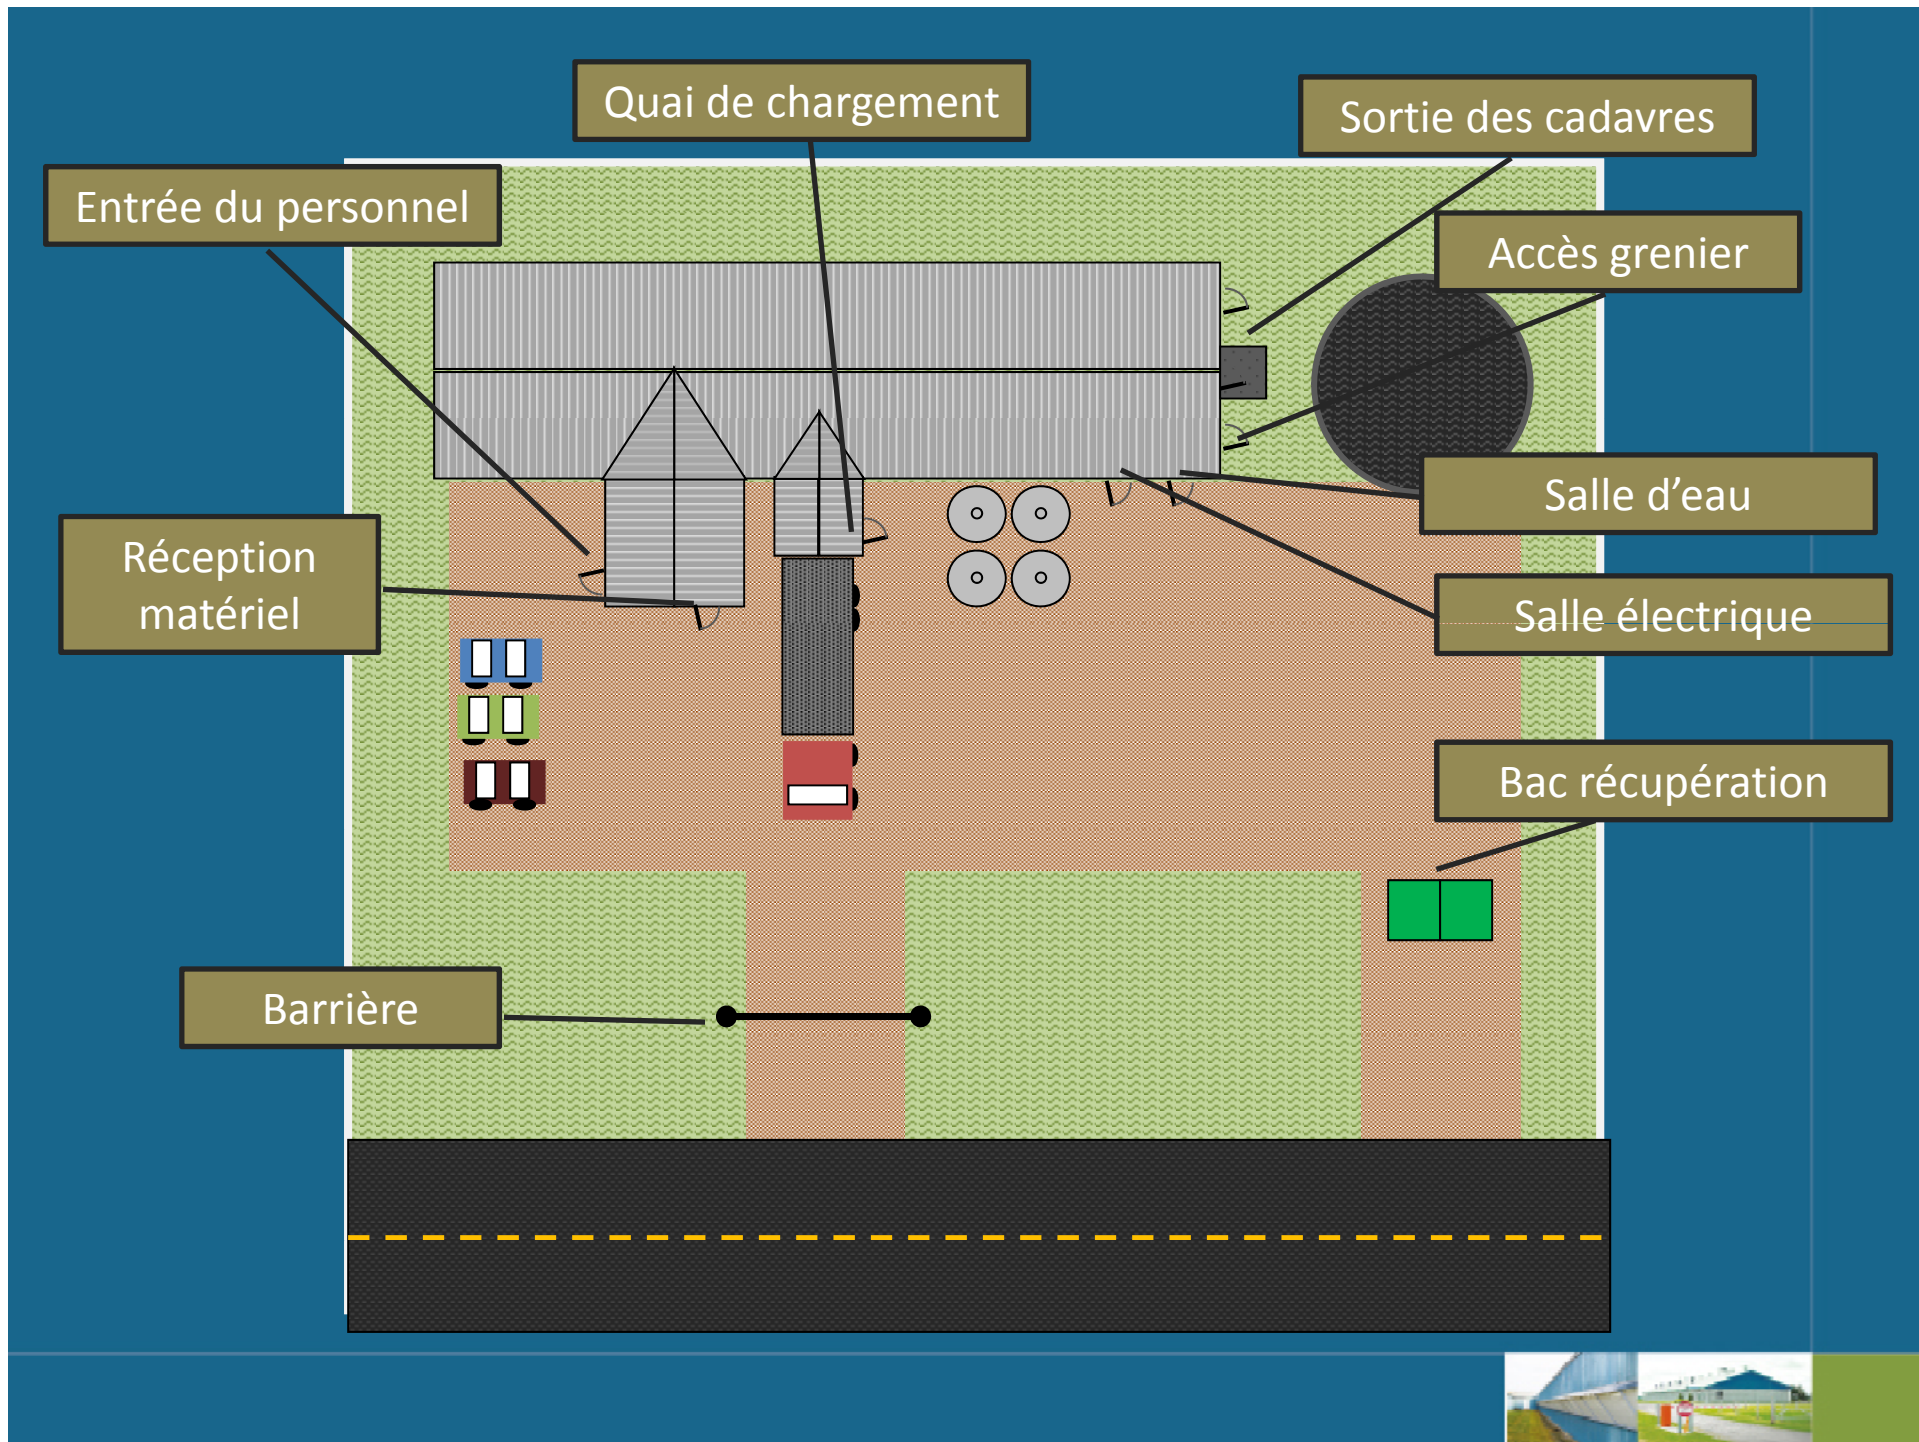 Quai de chargement
Sortie des cadavres
Entrée du personnel
Accès grenier
Salle d’eau
Réception
matériel
Salle électrique
Bac récupération
Barrière